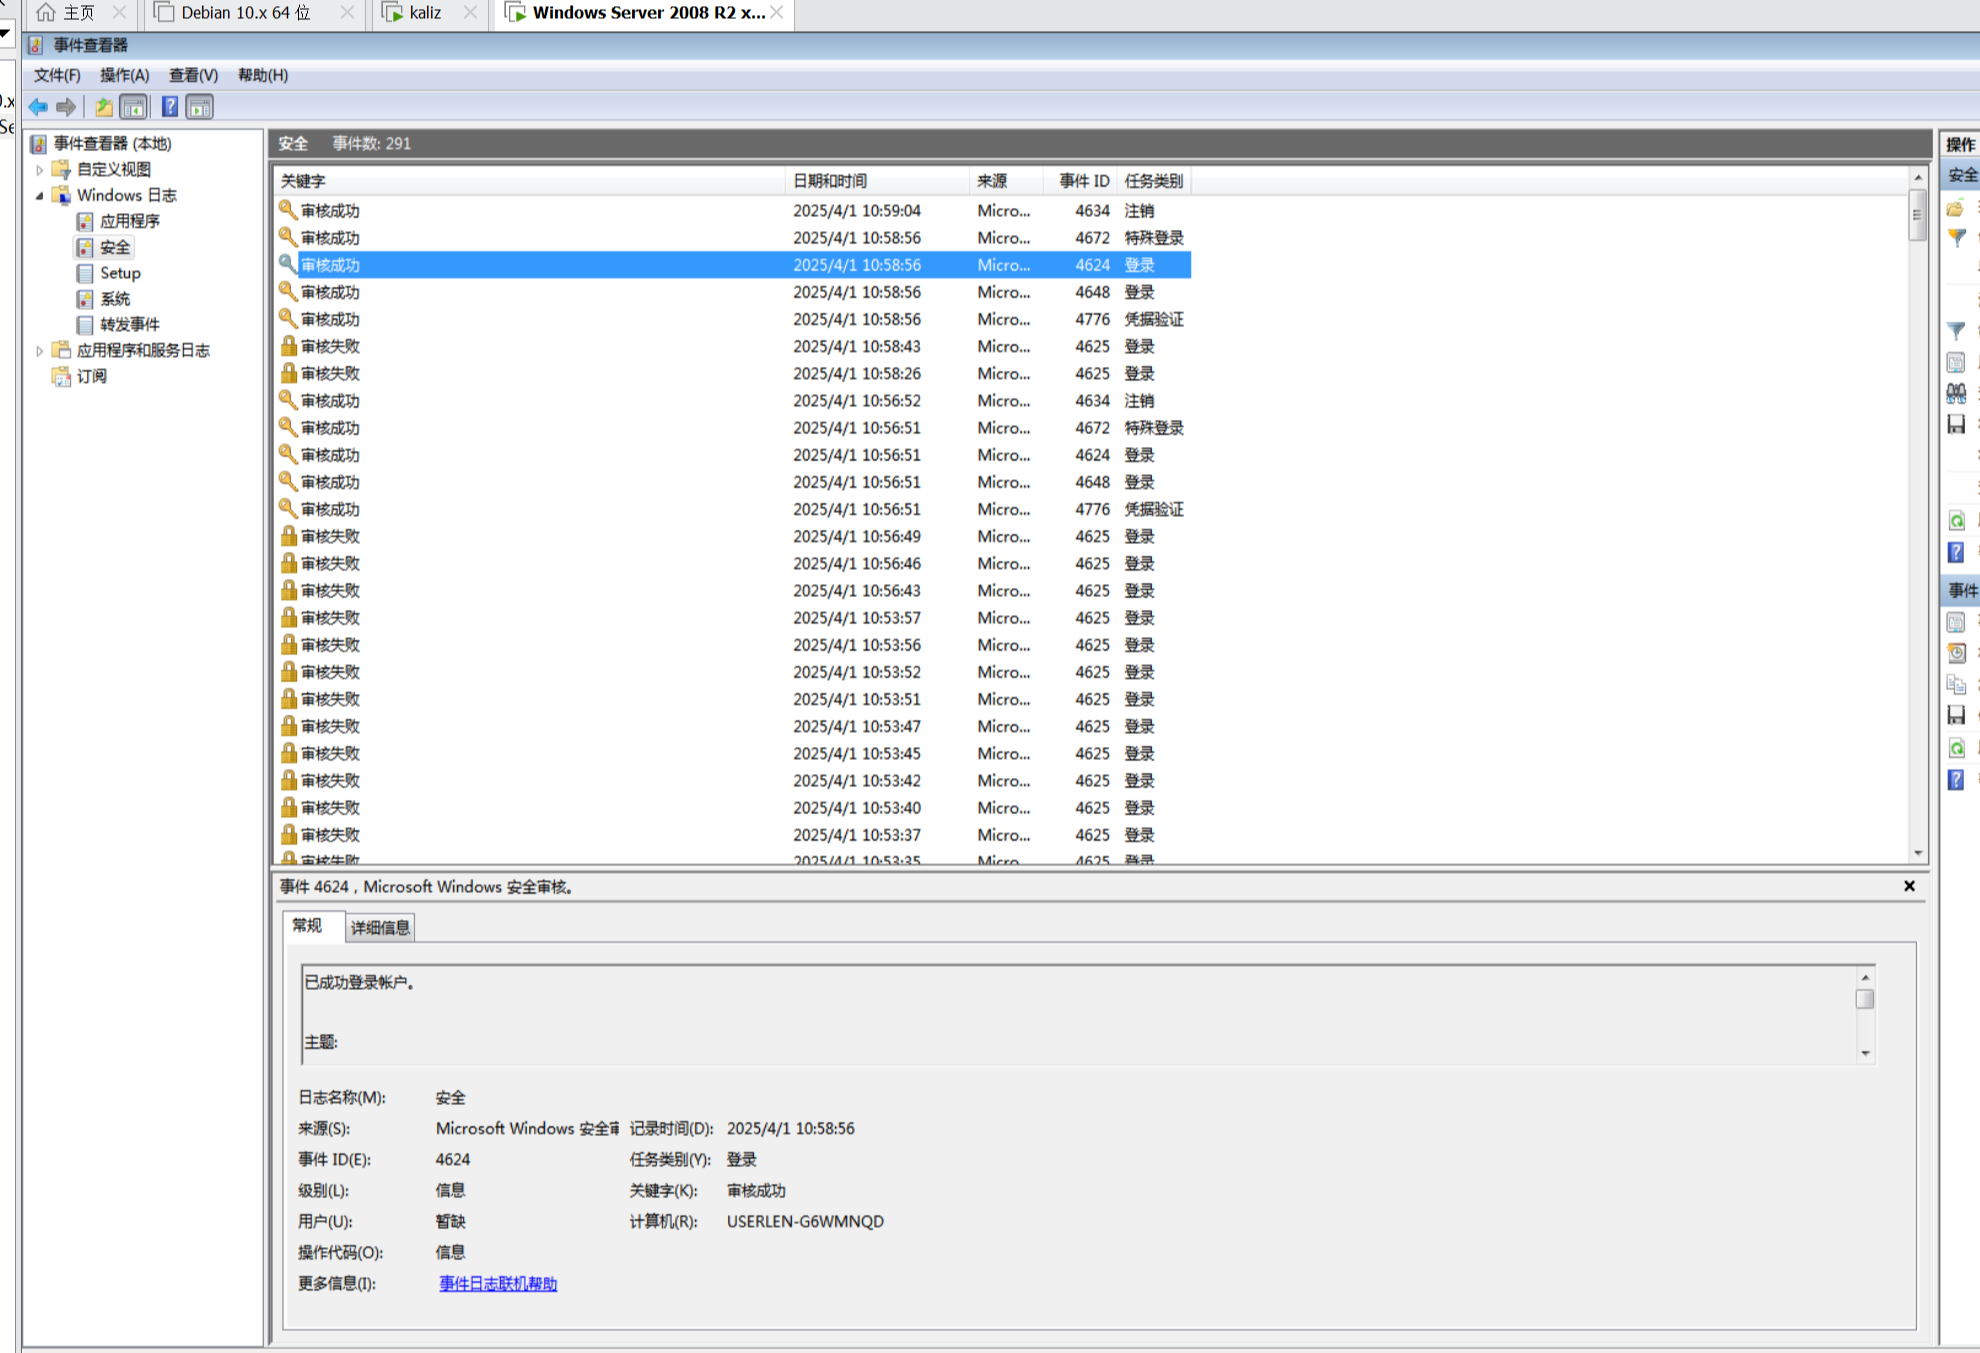 主页
Debian 10.x 64 位
kaliz
Windows Server 2008 R2 x...
事件查看器
文件(F) 操作(A) 查看(V) 帮助(H)
事件查看器 (本地)
自定义视图
Windows 日志
应用程序
安全
Setup
系统
转发事件
应用程序和服务日志
订阅
安全 事件数: 291
关键字 日期和时间 来源 事件 ID 任务类别
审核成功 2025/4/1 10:59:04 Micro... 4634 注销
审核成功 2025/4/1 10:58:56 Micro... 4672 特殊登录
审核成功 2025/4/1 10:58:56 Micro... 4624 登录
审核成功 2025/4/1 10:58:56 Micro... 4648 登录
审核成功 2025/4/1 10:58:56 Micro... 4776 凭据验证
审核失败 2025/4/1 10:58:43 Micro... 4625 登录
审核失败 2025/4/1 10:58:26 Micro... 4625 登录
审核成功 2025/4/1 10:56:52 Micro... 4634 注销
审核成功 2025/4/1 10:56:51 Micro... 4672 特殊登录
审核成功 2025/4/1 10:56:51 Micro... 4624 登录
审核成功 2025/4/1 10:56:51 Micro... 4648 登录
审核成功 2025/4/1 10:56:51 Micro... 4776 凭据验证
审核失败 2025/4/1 10:56:49 Micro... 4625 登录
审核失败 2025/4/1 10:56:46 Micro... 4625 登录
审核失败 2025/4/1 10:56:43 Micro... 4625 登录
审核失败 2025/4/1 10:53:57 Micro... 4625 登录
审核失败 2025/4/1 10:53:56 Micro... 4625 登录
审核失败 2025/4/1 10:53:52 Micro... 4625 登录
审核失败 2025/4/1 10:53:51 Micro... 4625 登录
审核失败 2025/4/1 10:53:47 Micro... 4625 登录
审核失败 2025/4/1 10:53:45 Micro... 4625 登录
审核失败 2025/4/1 10:53:42 Micro... 4625 登录
审核失败 2025/4/1 10:53:40 Micro... 4625 登录
审核失败 2025/4/1 10:53:37 Micro... 4625 登录
审核失败 2025/4/1 10:53:35 Micro 4625 登录
事件 4624，Microsoft Windows 安全审核。
常规 详细信息
已成功登录帐户。
主题:
日志名称(M): 安全
来源(S): Microsoft Windows 安全审 记录时间(D): 2025/4/1 10:58:56
事件 ID(E): 4624 任务类别(Y): 登录
级别(L): 信息 关键字(K): 审核成功
用户(U): 暂缺 计算机(R): USERLEN-G6WMNQD
操作代码(O): 信息
更多信息(I): 事件日志联机帮助
操作
安全
事件